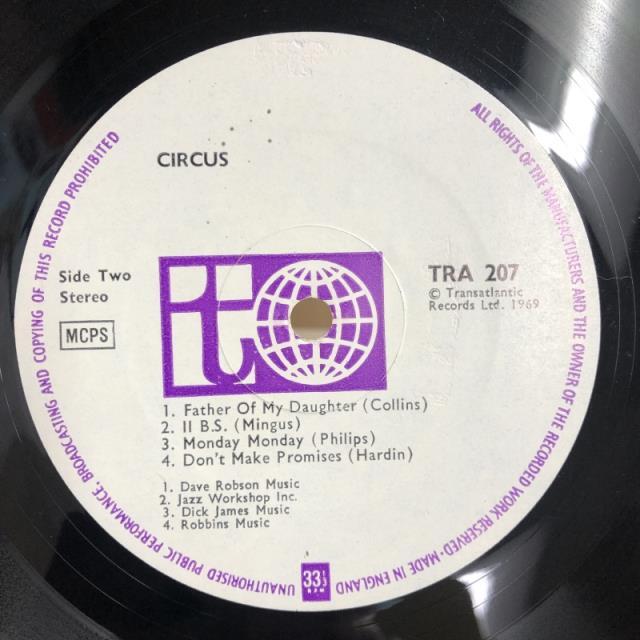 CIRCUS
Side Two
Stereo
MCPS
TRA 207
© Transatlantic
Records Ltd. 1969
1. Father Of My Daughter (Collins)
2. II B.S. (Mingus)
3. Monday Monday (Philips)
4. Don't Make Promises (Hardin)
1. Dave Robson Music
2. Jazz Workshop Inc.
3. Dick James Music
4. Robbins Music
33⅓
RPM
ALL RIGHTS OF THE MANUFACTURERS AND THE OWNER OF THE RECORDED WORK RESERVED-MADE IN ENGLAND
UNAUTHORISED PUBLIC PERFORMANCE, BROADCASTING AND COPYING OF THIS RECORD PROHIBITED